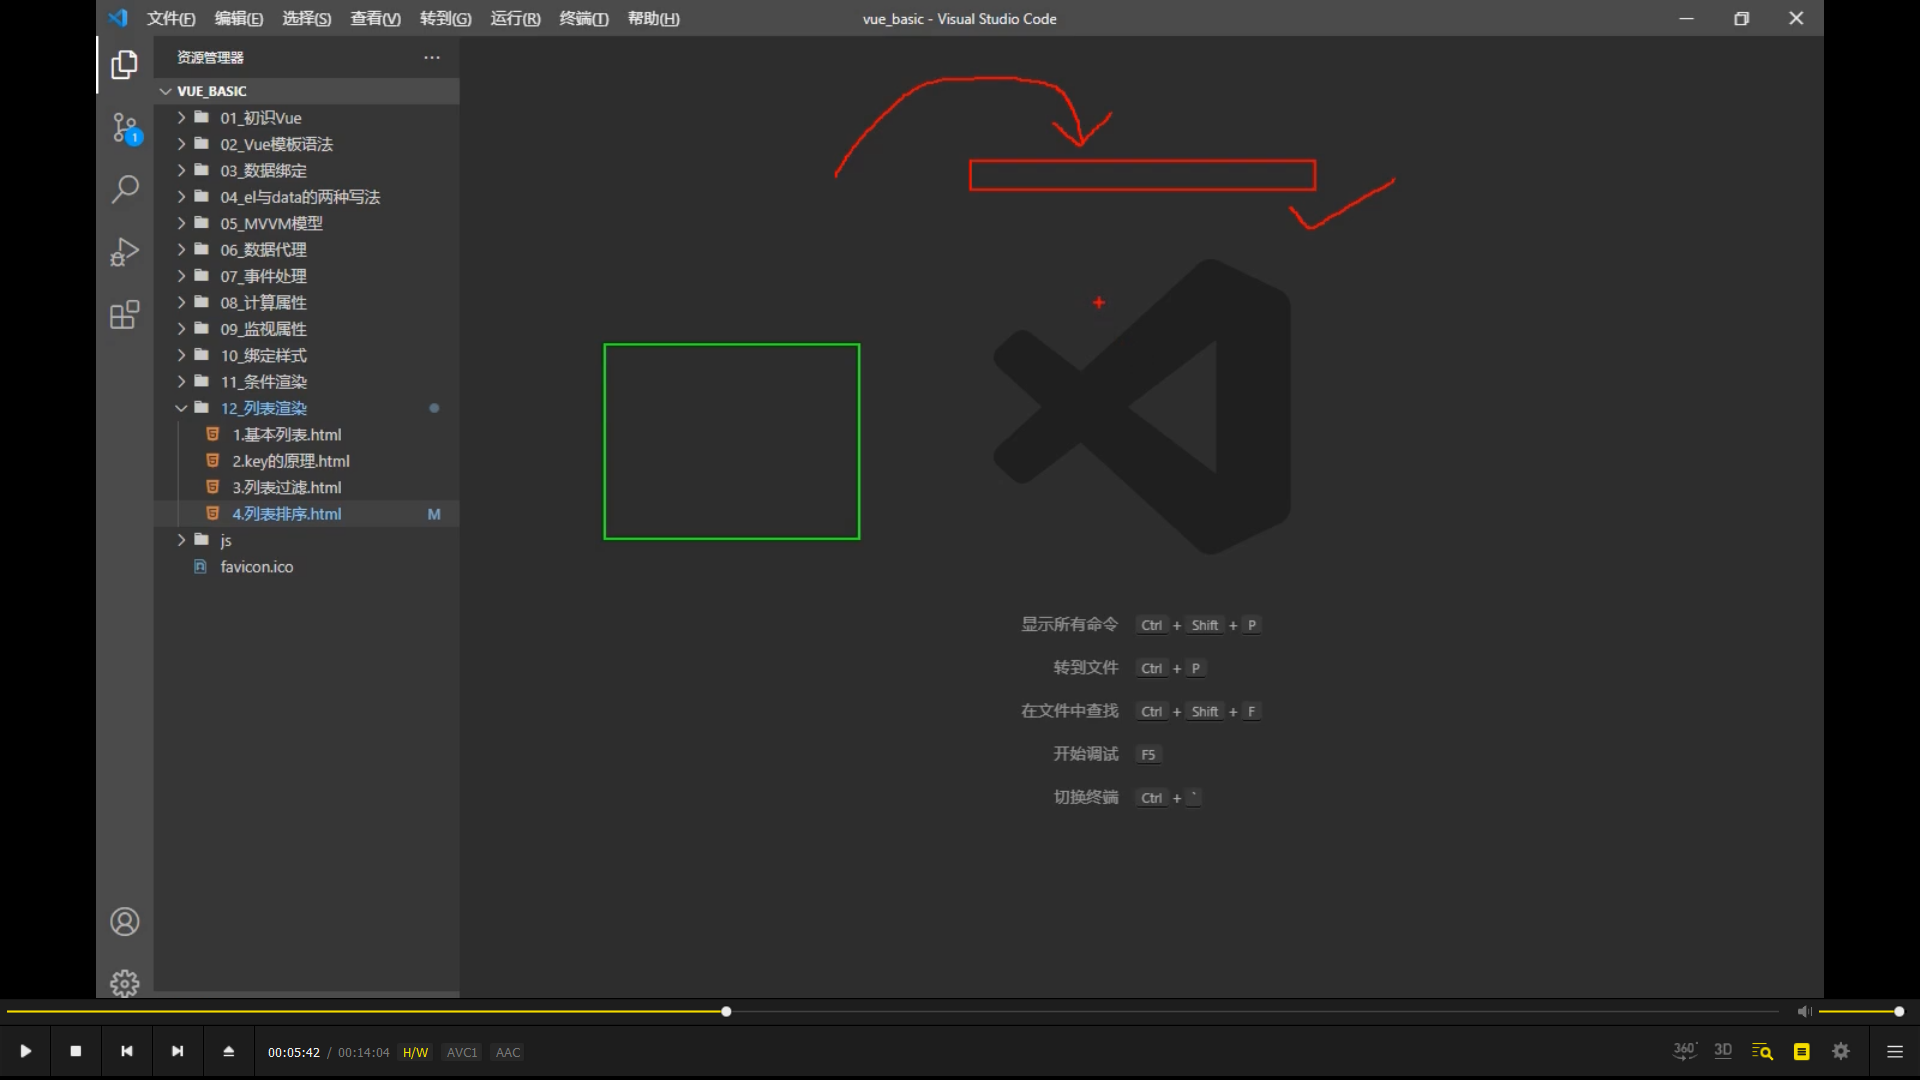 文件(F) 编辑(E) 选择(S) 查看(V) 转到(G) 运行(R) 终端(T) 帮助(H) vue_basic - Visual Studio Code
资源管理器
VUE_BASIC
01_初识Vue
1
02_Vue模板语法
03_数据绑定
04_el与data的两种写法
05_MVVM模型
06_数据代理
07_事件处理
08_计算属性
09_监视属性
10_绑定样式
11_条件渲染
12_列表渲染
1.基本列表.html
2.key的原理.html
3.列表过滤.html
4.列表排序.html M
js
favicon.ico
显示所有命令 Ctrl + Shift + P
转到文件 Ctrl + P
在文件中查找 Ctrl + Shift + F
开始调试 F5
切换终端 Ctrl + `
00:05:42 / 00:14:04 H/W AVC1 AAC 360° 3D